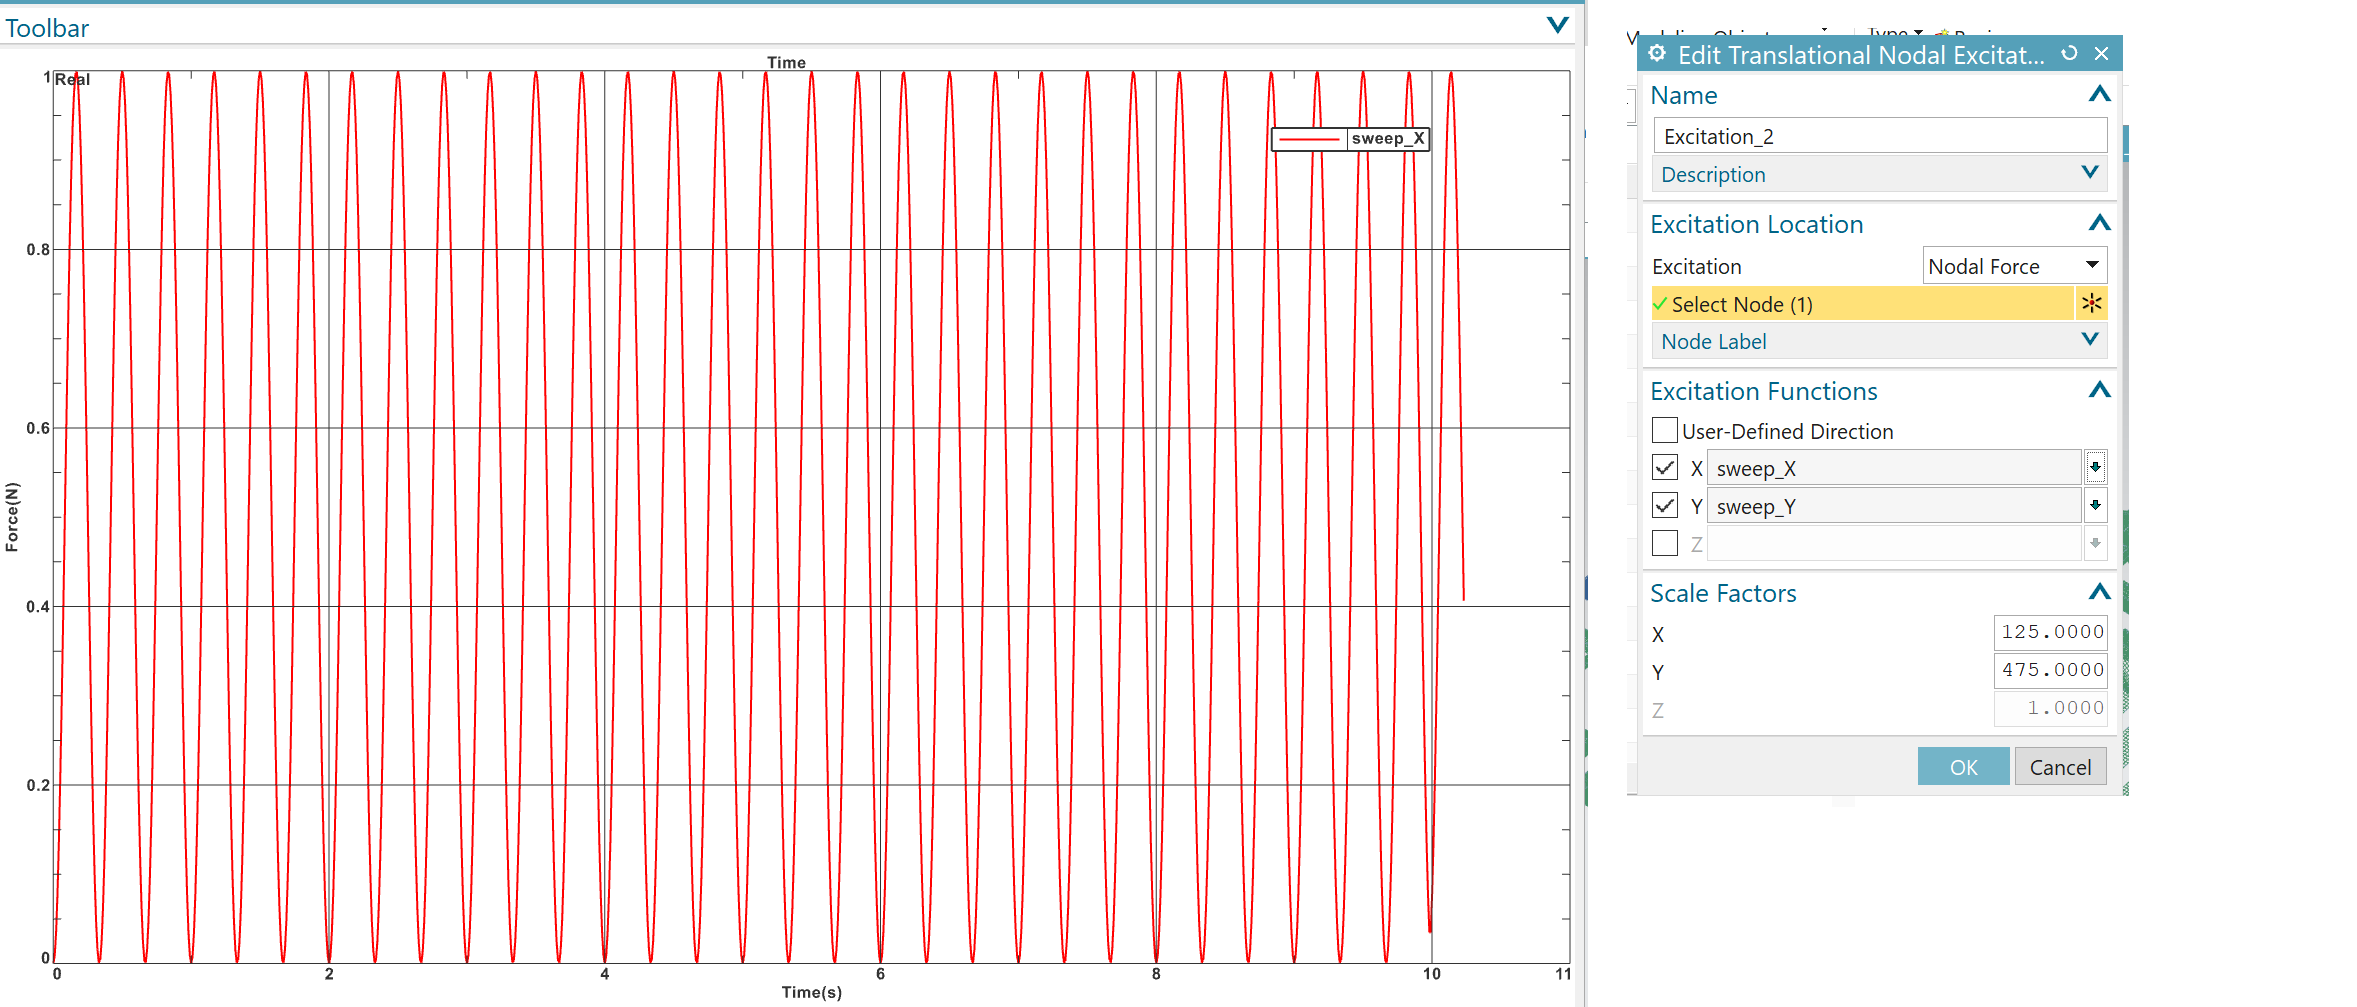 Toolbar
Time
1
Real
sweep_X
0.8
0.6
Force(N)
0.4
0.2
0
0 2 4 6 8 10 11
Time(s)
Type
Edit Translational Nodal Excitat...
Name
Excitation_2
Description
Excitation Location
Excitation Nodal Force
Select Node (1)
Node Label
Excitation Functions
User-Defined Direction
X sweep_X
Y sweep_Y
Z
Scale Factors
X 125.0000
Y 475.0000
Z 1.0000
OK Cancel